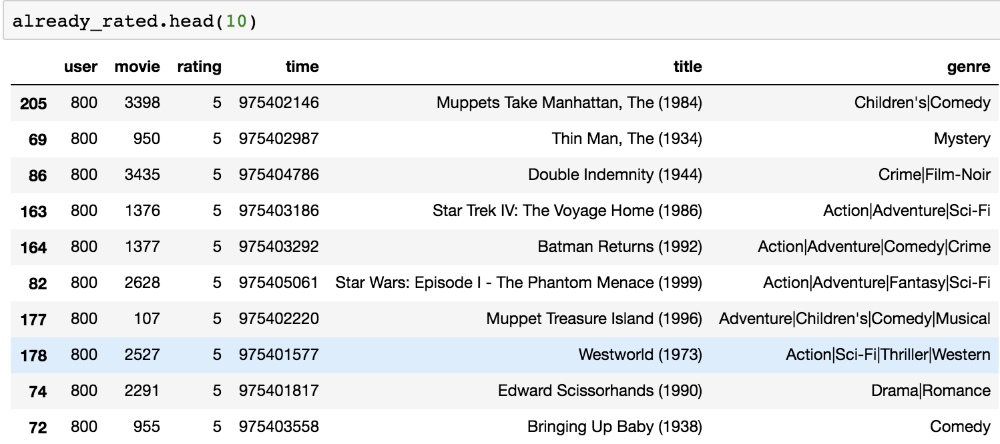 already_rated.head(10)
user movie rating time title genre
205 800 3398 5 975402146 Muppets Take Manhattan, The (1984) Children's|Comedy
69 800 950 5 975402987 Thin Man, The (1934) Mystery
86 800 3435 5 975404786 Double Indemnity (1944) Crime|Film-Noir
163 800 1376 5 975403186 Star Trek IV: The Voyage Home (1986) Action|Adventure|Sci-Fi
164 800 1377 5 975403292 Batman Returns (1992) Action|Adventure|Comedy|Crime
82 800 2628 5 975405061 Star Wars: Episode I - The Phantom Menace (1999) Action|Adventure|Fantasy|Sci-Fi
177 800 107 5 975402220 Muppet Treasure Island (1996) Adventure|Children's|Comedy|Musical
178 800 2527 5 975401577 Westworld (1973) Action|Sci-Fi|Thriller|Western
74 800 2291 5 975401817 Edward Scissorhands (1990) Drama|Romance
72 800 955 5 975403558 Bringing Up Baby (1938) Comedy